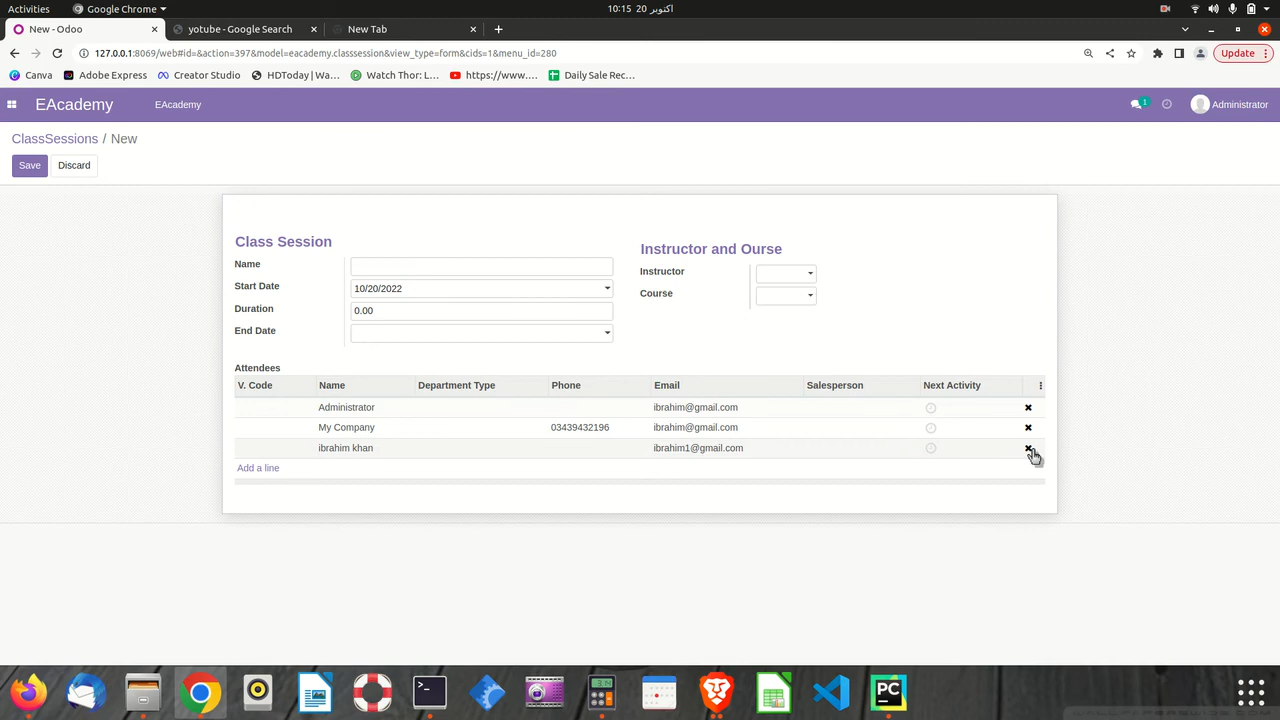 Activities
Google Chrome
10:15 20 اکتوبر
New - Odoo
yotube - Google Search
New Tab
127.0.0.1:8069/web#id=&action=397&model=eacademy.classsession&view_type=form&cids=1&menu_id=280
Update
Canva
Adobe Express
Creator Studio
HDToday | Wa...
Watch Thor: L...
https://www....
Daily Sale Rec...
EAcademy
EAcademy
1
Administrator
ClassSessions / New
Save
Discard
Class Session
Instructor and Ourse
Name
Instructor
Start Date
10/20/2022
Course
Duration
0.00
End Date
Attendees
V. Code Name Department Type Phone Email Salesperson Next Activity
Administrator ibrahim@gmail.com
My Company 03439432196 ibrahim@gmail.com
ibrahim khan ibrahim1@gmail.com
Add a line
PC